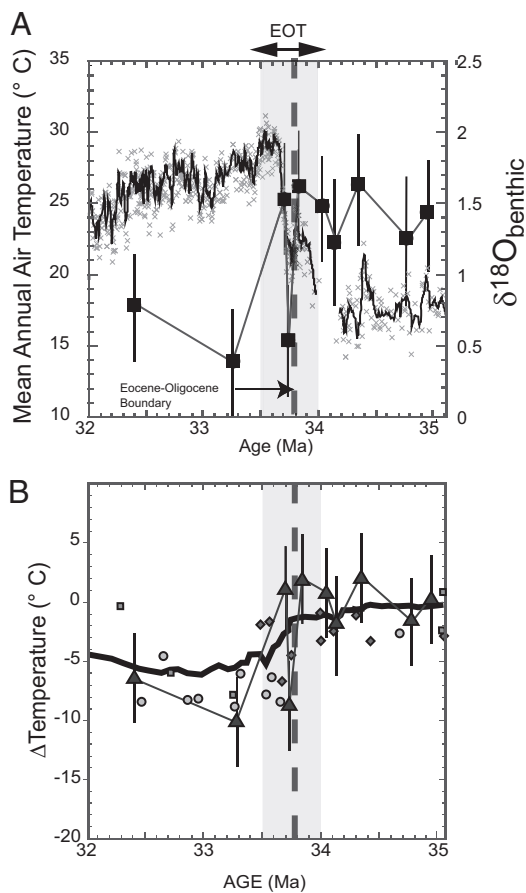 A
EOT
Mean Annual Air Temperature (° C)
35
30
25
20
15
10
2.5
2
1.5
1
0.5
0
δ18Obenthic
Eocene-Oligocene
Boundary
32
33
34
35
Age (Ma)
B
ΔTemperature (° C)
5
0
-5
-10
-15
-20
32
33
34
35
AGE (Ma)